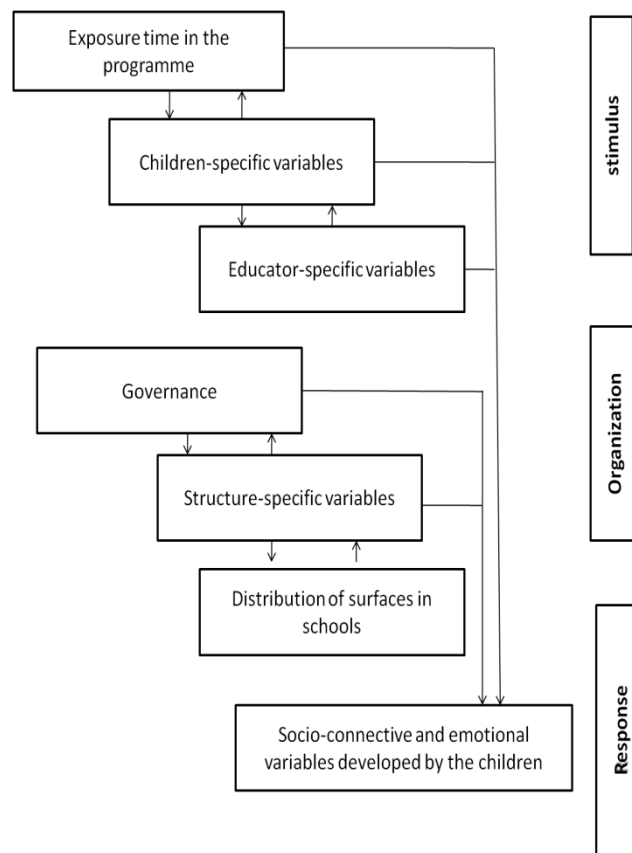 Exposure time in the
programme
Children-specific variables
Educator-specific variables
stimulus
Governance
Structure-specific variables
Distribution of surfaces in
schools
Organization
Socio-connective and emotional
variables developed by the children
Response